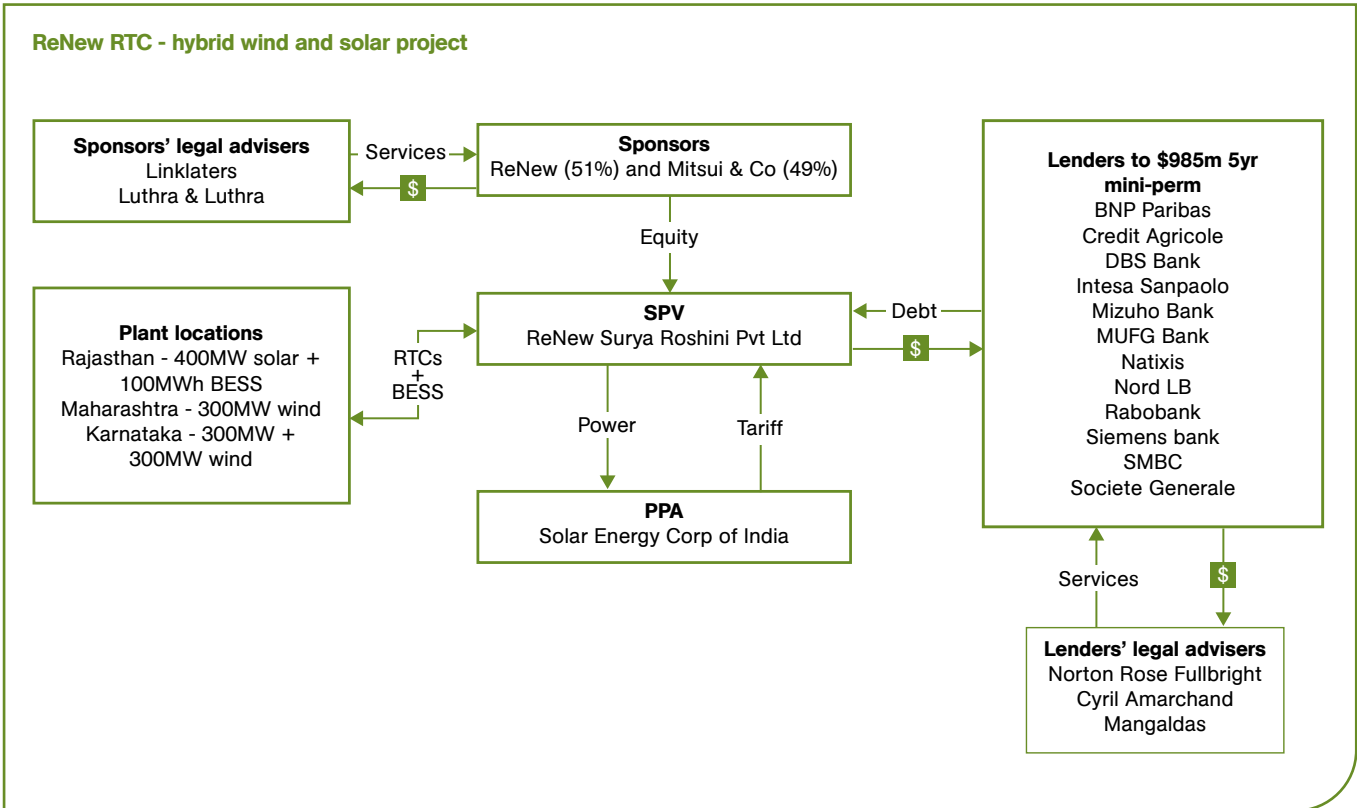 ReNew RTC - hybrid wind and solar project
Sponsors' legal advisers
Linklaters
Luthra & Luthra
Services
$
Sponsors
ReNew (51%) and Mitsui & Co (49%)
Equity
Plant locations
Rajasthan - 400MW solar +
100MWh BESS
Maharashtra - 300MW wind
Karnataka - 300MW +
300MW wind
RTCs
+
BESS
SPV
ReNew Surya Roshini Pvt Ltd
Power
Tariff
PPA
Solar Energy Corp of India
Debt
$
Lenders to $985m 5yr
mini-perm
BNP Paribas
Credit Agricole
DBS Bank
Intesa Sanpaolo
Mizuho Bank
MUFG Bank
Natixis
Nord LB
Rabobank
Siemens bank
SMBC
Societe Generale
Services
$
Lenders' legal advisers
Norton Rose Fullbright
Cyril Amarchand
Mangaldas